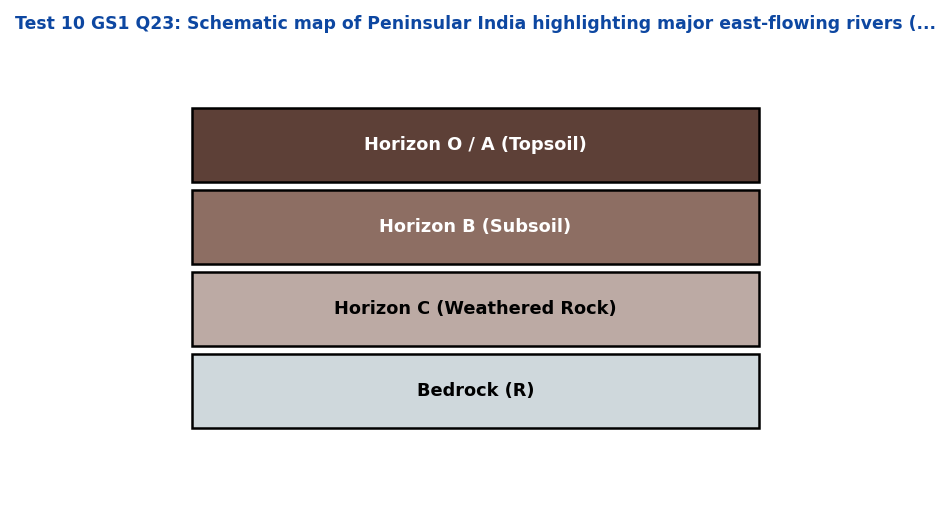 Test 10 GS1 Q23: Schematic map of Peninsular India highlighting major east-flowing rivers (...
Horizon O / A (Topsoil)
Horizon B (Subsoil)
Horizon C (Weathered Rock)
Bedrock (R)